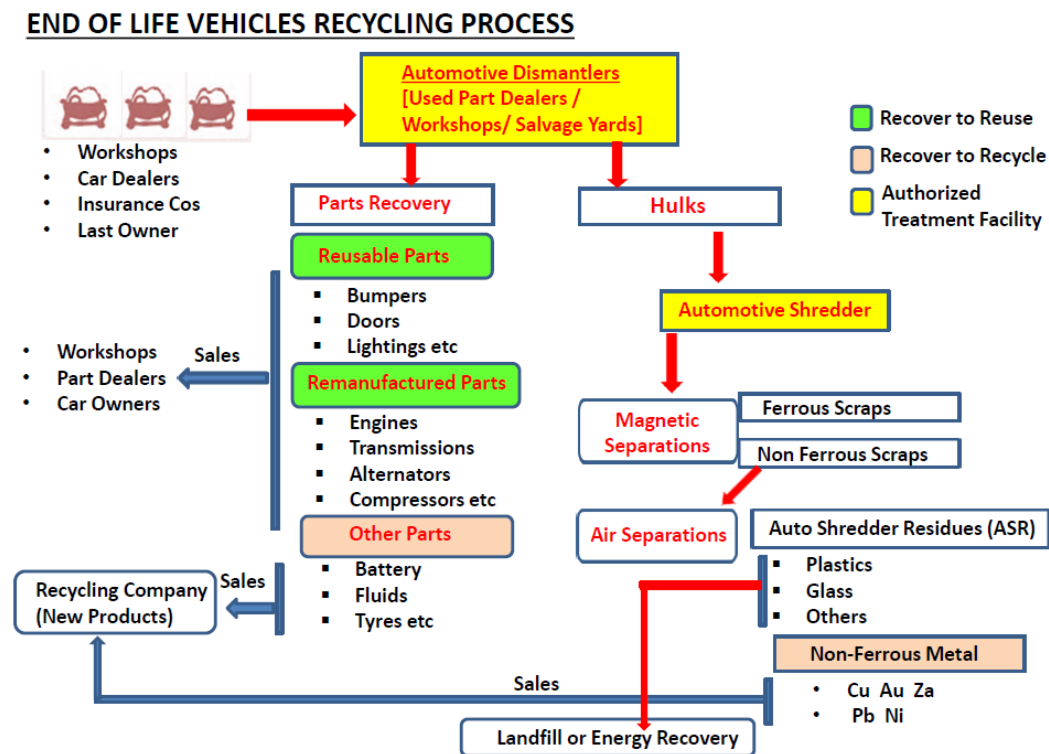 END OF LIFE VEHICLES RECYCLING PROCESS
Automotive Dismantlers
[Used Part Dealers /
Workshops/ Salvage Yards]
• Workshops
• Car Dealers
• Insurance Cos
• Last Owner
Recover to Reuse
Recover to Recycle
Authorized
Treatment Facility
Parts Recovery
Hulks
Reusable Parts
▪ Bumpers
▪ Doors
▪ Lightings etc
Automotive Shredder
Sales
• Workshops
• Part Dealers
• Car Owners
Remanufactured Parts
▪ Engines
▪ Transmissions
▪ Alternators
▪ Compressors etc
Magnetic
Separations
Ferrous Scraps
Non Ferrous Scraps
Other Parts
▪ Battery
▪ Fluids
▪ Tyres etc
Air Separations
Auto Shredder Residues (ASR)
▪ Plastics
▪ Glass
▪ Others
Sales
Recycling Company
(New Products)
Non-Ferrous Metal
• Cu Au Za
• Pb Ni
Sales
Landfill or Energy Recovery